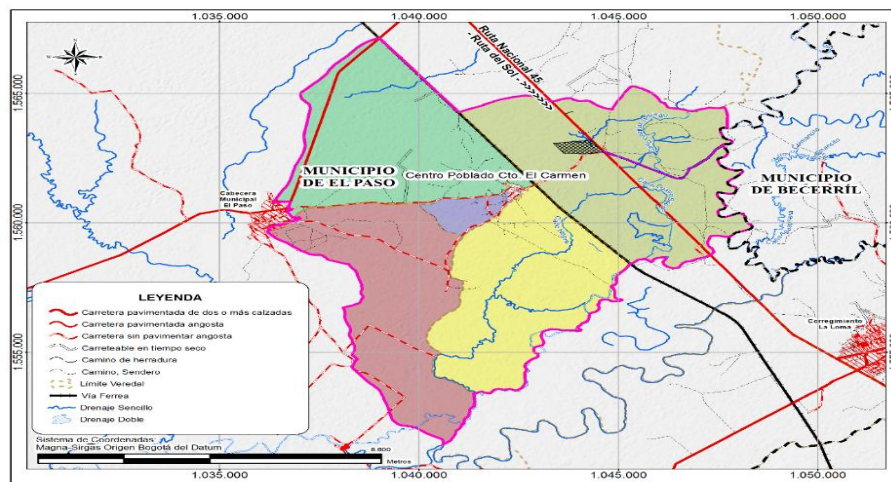 1.035.000 1.040.000 1.045.000 1.050.000
1.565.000
Ruta Nacional 45
- Ruta del Sol - >>>>>>>
MUNICIPIO
DE EL PASO
Centro Poblado Cto. El Carmen
MUNICIPIO
DE BECERRÍL
Cabecera
Municipal
El Paso
1.560.000
Corregimiento
La Loma
1.555.000
LEYENDA
Carretera pavimentada de dos o más calzadas
Carretera pavimentada angosta
Carretera sin pavimentar angosta
Carreteable en tiempo seco
Camino de herradura
Camino, Sendero
Límite Veredal
Vía Ferrea
Drenaje Sencillo
Drenaje Doble
Sistema de Coordenadas:
Magna-Sirgas Origen Bogotá del Datum
Metros
1.035.000 1.040.000 1.045.000 1.050.000